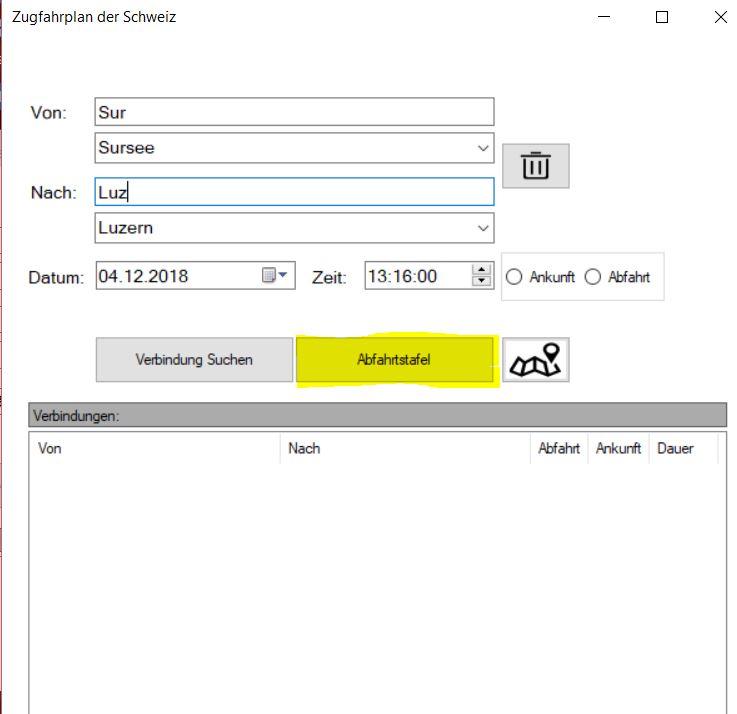 Zugfahrplan der Schweiz
Von: Sur
Sursee
Nach: Luz
Luzern
Datum: 04.12.2018 Zeit: 13:16:00 Ankunft Abfahrt
Verbindung Suchen Abfahrtstafel
Verbindungen:
Von Nach Abfahrt Ankunft Dauer